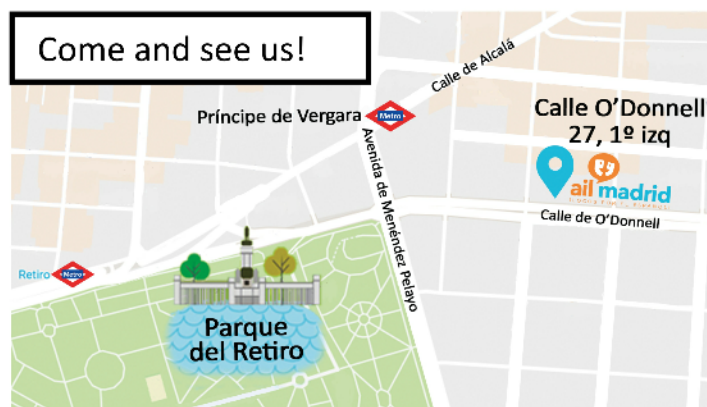 Come and see us!
Calle de Alcalá
Príncipe de Vergara
Metro
Avenida de Menéndez Pelayo
Calle O'Donnell
27, 1º izq
ail madrid
Calle de O'Donnell
Retiro
Metro
Parque
del Retiro